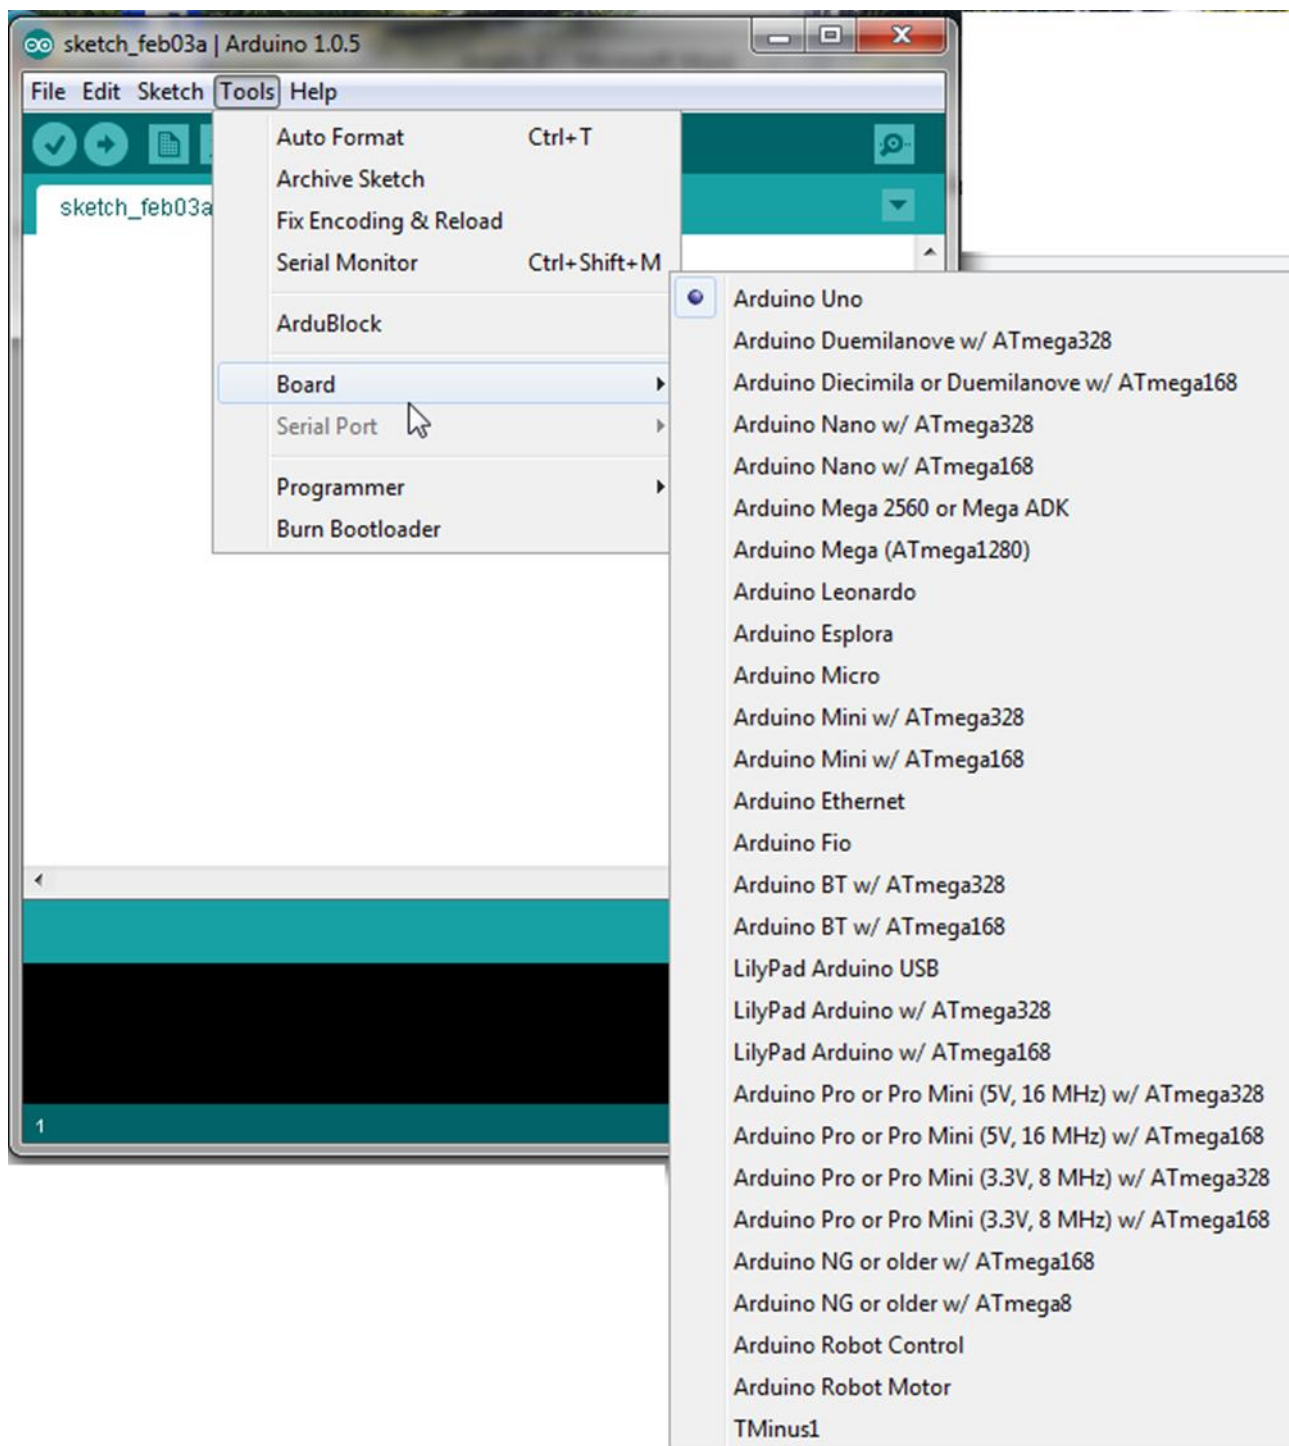 sketch_feb03a | Arduino 1.0.5
File Edit Sketch Tools Help
Auto Format Ctrl+T
Archive Sketch
Fix Encoding & Reload
Serial Monitor Ctrl+Shift+M
ArduBlock
Board
Serial Port
Programmer
Burn Bootloader
sketch_feb03a
Arduino Uno
Arduino Duemilanove w/ ATmega328
Arduino Diecimila or Duemilanove w/ ATmega168
Arduino Nano w/ ATmega328
Arduino Nano w/ ATmega168
Arduino Mega 2560 or Mega ADK
Arduino Mega (ATmega1280)
Arduino Leonardo
Arduino Esplora
Arduino Micro
Arduino Mini w/ ATmega328
Arduino Mini w/ ATmega168
Arduino Ethernet
Arduino Fio
Arduino BT w/ ATmega328
Arduino BT w/ ATmega168
LilyPad Arduino USB
LilyPad Arduino w/ ATmega328
LilyPad Arduino w/ ATmega168
Arduino Pro or Pro Mini (5V, 16 MHz) w/ ATmega328
Arduino Pro or Pro Mini (5V, 16 MHz) w/ ATmega168
Arduino Pro or Pro Mini (3.3V, 8 MHz) w/ ATmega328
Arduino Pro or Pro Mini (3.3V, 8 MHz) w/ ATmega168
Arduino NG or older w/ ATmega168
Arduino NG or older w/ ATmega8
Arduino Robot Control
Arduino Robot Motor
TMinus1
1